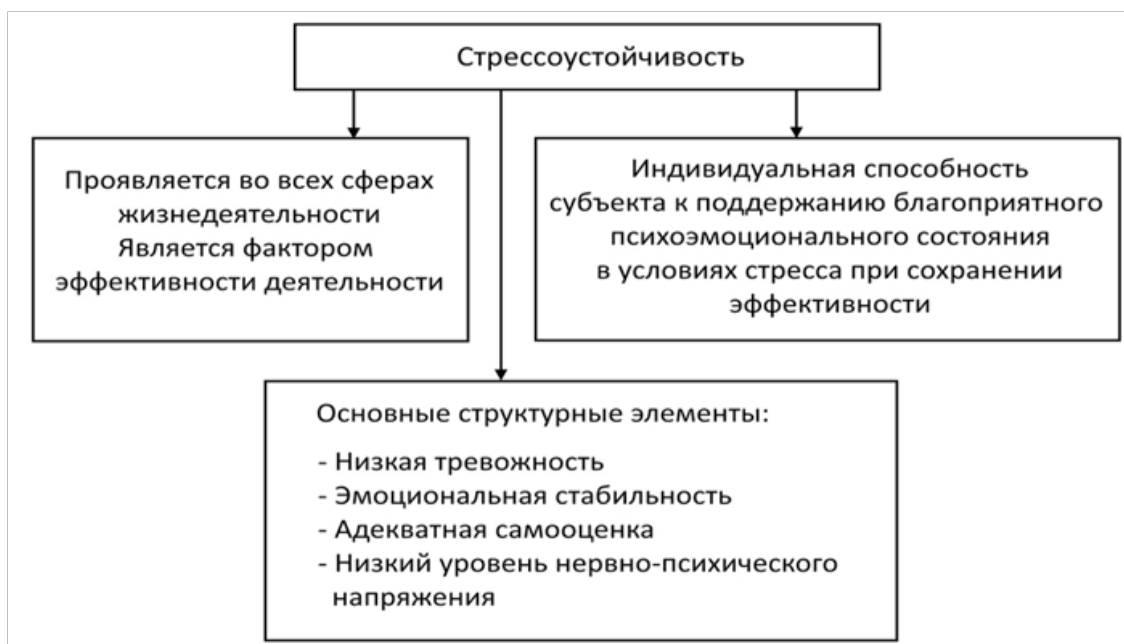 Стрессоустойчивость
Проявляется во всех сферах
жизнедеятельности
Является фактором
эффективности деятельности
Индивидуальная способность
субъекта к поддержанию благоприятного
психоэмоционального состояния
в условиях стресса при сохранении
эффективности
Основные структурные элементы:
- Низкая тревожность
- Эмоциональная стабильность
- Адекватная самооценка
- Низкий уровень нервно-психического
напряжения